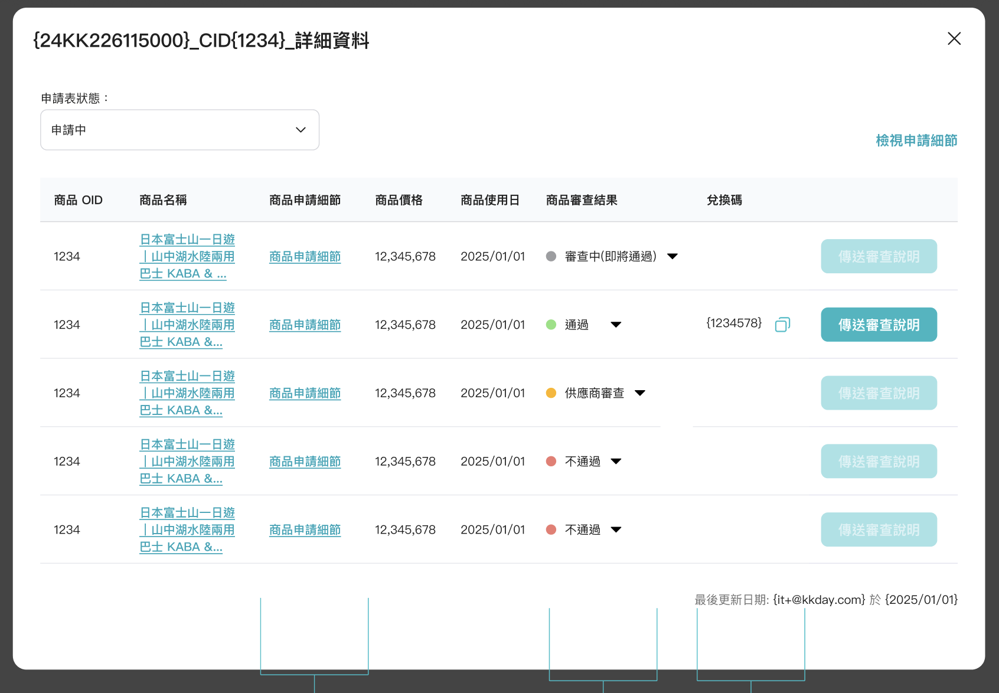 {24KK226115000}_CID{1234}_詳細資料
申請表狀態：
申請中
檢視申請細節
商品 OID 商品名稱 商品申請細節 商品價格 商品使用日 商品審查結果 兌換碼
日本富士山一日遊
1234 ｜山中湖水陸兩用 商品申請細節 12,345,678 2025/01/01 審查中(即將通過) 傳送審查說明
巴士 KABA & ...
日本富士山一日遊
1234 ｜山中湖水陸兩用 商品申請細節 12,345,678 2025/01/01 通過 {1234578} 傳送審查說明
巴士 KABA &...
日本富士山一日遊
1234 ｜山中湖水陸兩用 商品申請細節 12,345,678 2025/01/01 供應商審查 傳送審查說明
巴士 KABA &...
日本富士山一日遊
1234 ｜山中湖水陸兩用 商品申請細節 12,345,678 2025/01/01 不通過 傳送審查說明
巴士 KABA &...
日本富士山一日遊
1234 ｜山中湖水陸兩用 商品申請細節 12,345,678 2025/01/01 不通過 傳送審查說明
巴士 KABA &...
最後更新日期: {it+@kkday.com} 於 {2025/01/01}